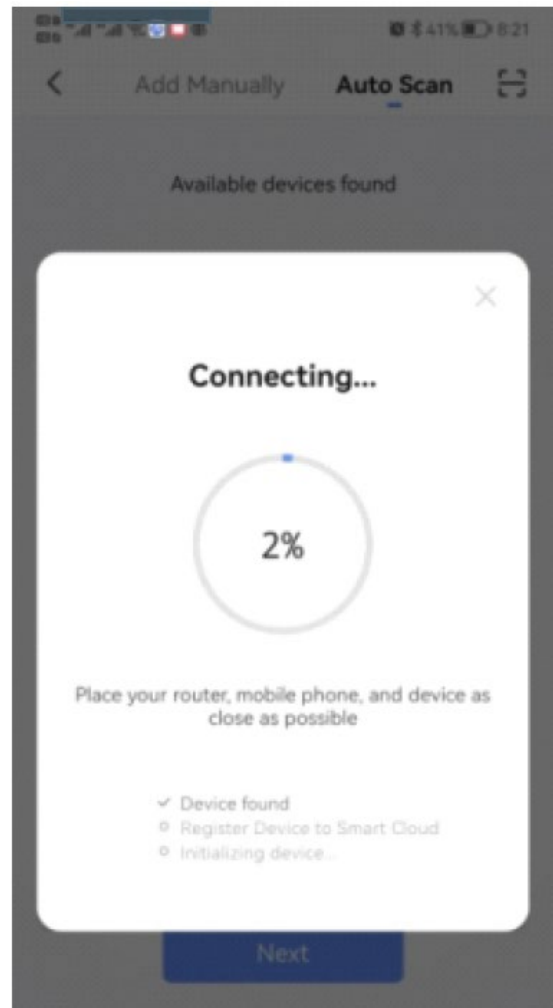 41% 8:21
Add Manually Auto Scan
Available devices found
Connecting...
2%
Place your router, mobile phone, and device as
close as possible
Device found
Register Device to Smart Cloud
Initializing device...
Next